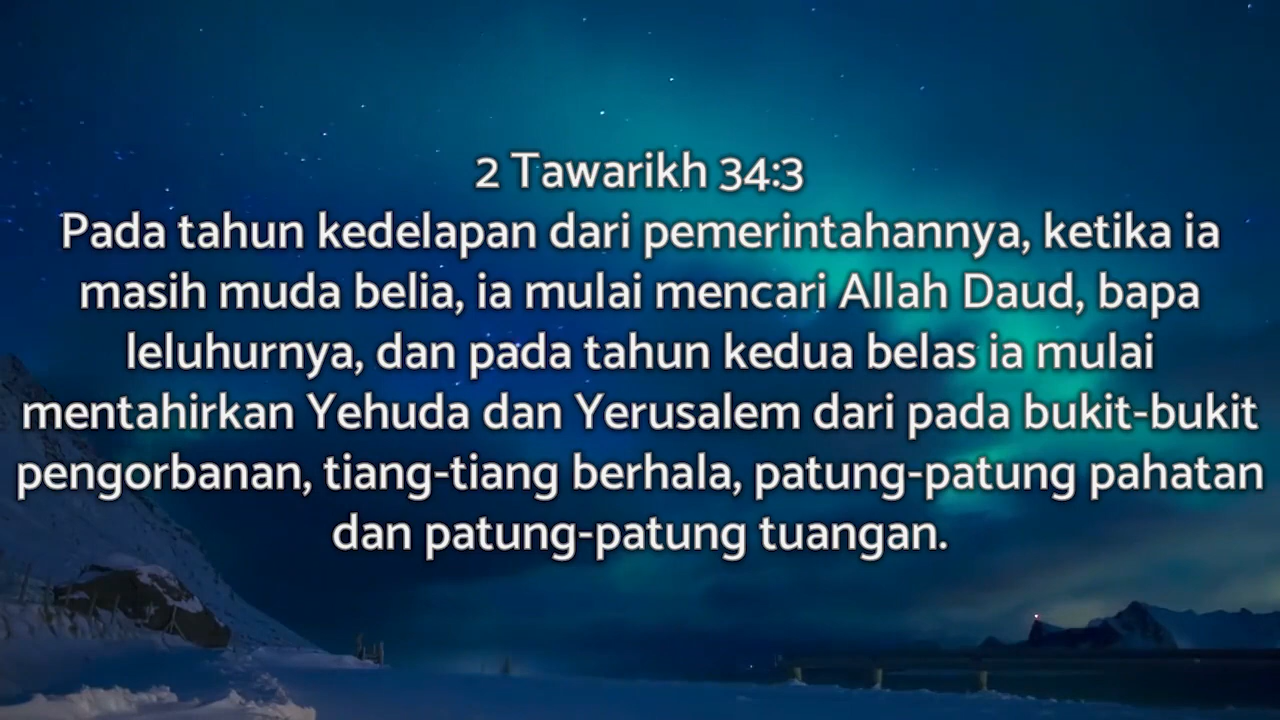 2 Tawarikh 34:3
Pada tahun kedelapan dari pemerintahannya, ketika ia
masih muda belia, ia mulai mencari Allah Daud, bapa
leluhurnya, dan pada tahun kedua belas ia mulai
mentahirkan Yehuda dan Yerusalem dari pada bukit-bukit
pengorbanan, tiang-tiang berhala, patung-patung pahatan
dan patung-patung tuangan.